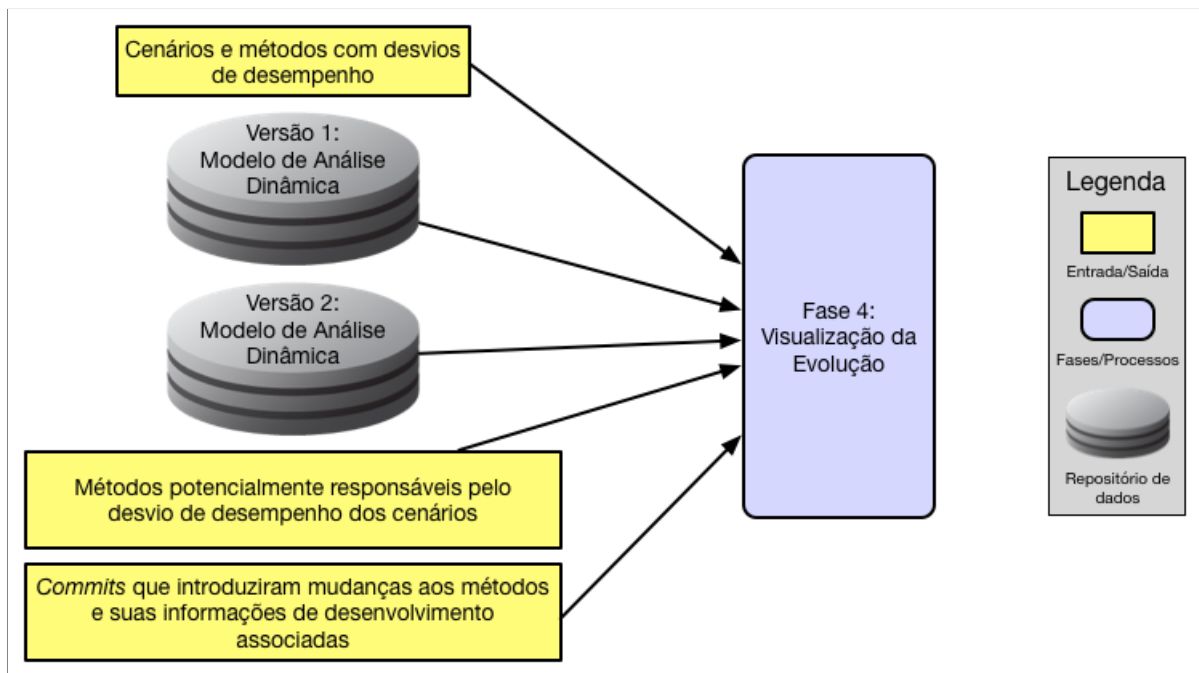 Cenários e métodos com desvios
de desempenho
Versão 1:
Modelo de Análise
Dinâmica
Versão 2:
Modelo de Análise
Dinâmica
Métodos potencialmente responsáveis pelo
desvio de desempenho dos cenários
Commits que introduziram mudanças aos métodos
e suas informações de desenvolvimento
associadas
Fase 4:
Visualização da
Evolução
Legenda
Entrada/Saída
Fases/Processos
Repositório de
dados